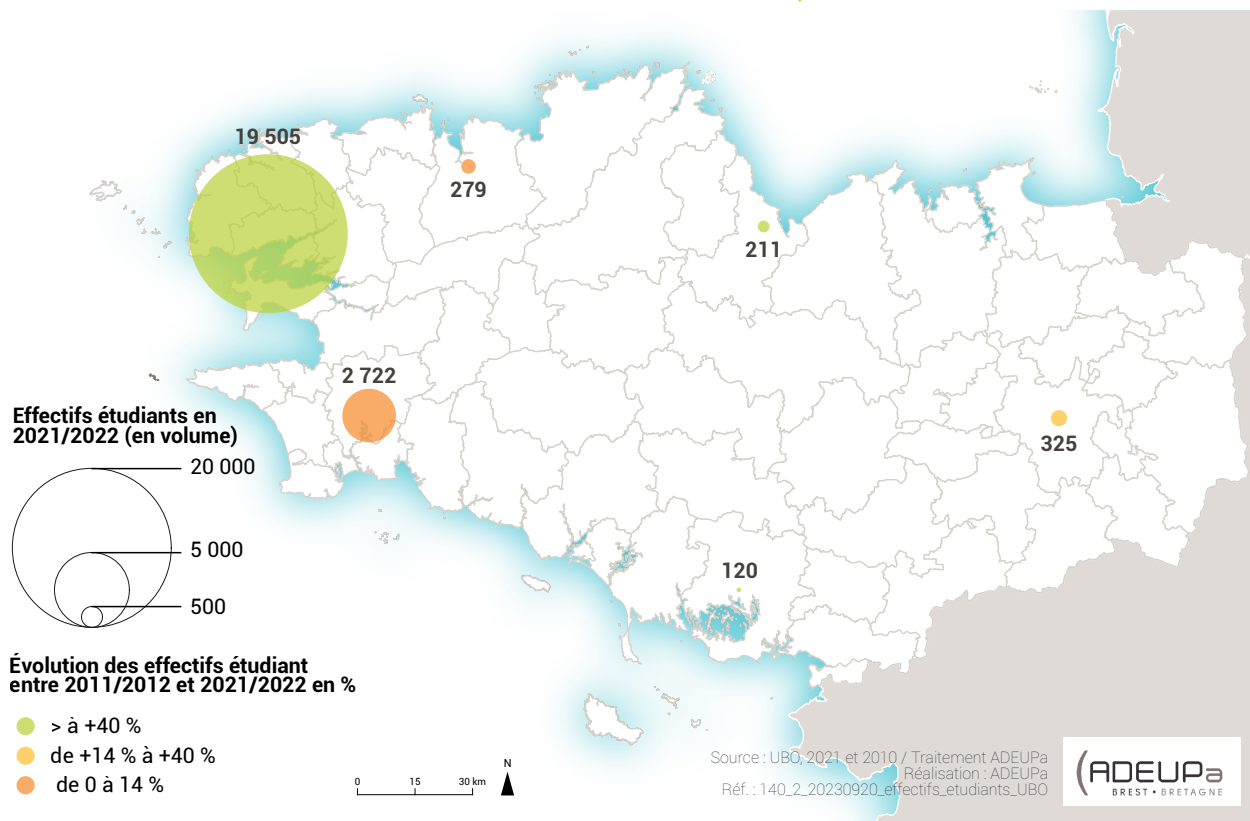 19 505
279
211
2 722
325
120
Effectifs étudiants en
2021/2022 (en volume)
20 000
5 000
500
Évolution des effectifs étudiant
entre 2011/2012 et 2021/2022 en %
> à +40 %
de +14 % à +40 %
de 0 à 14 %
0 15 30 km
N
Source : UBO, 2021 et 2010 / Traitement ADEUPa
Réalisation : ADEUPa
Réf. : 140_2_20230920_effectifs_etudiants_UBO
ADEUPa
BREST • BRETAGNE